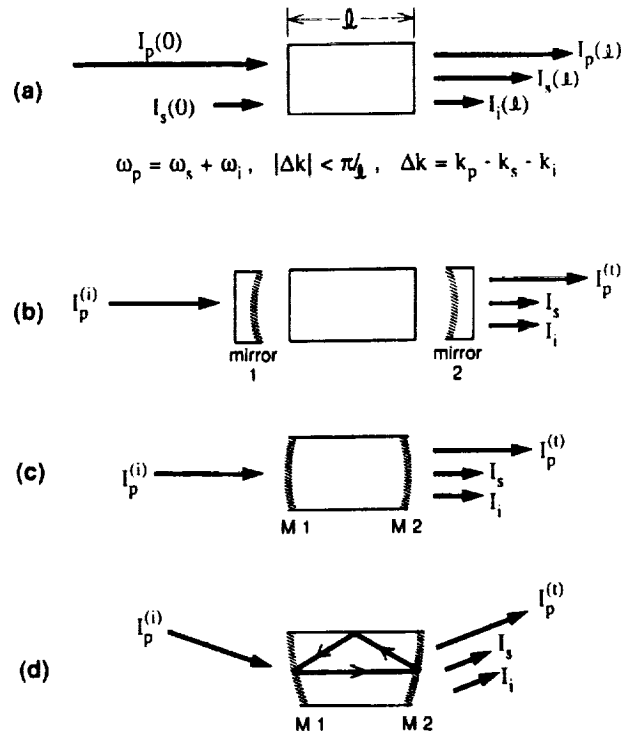 ℓ
I_p(0)
I_p(ℓ)
I_s(ℓ)
(a)
I_s(0)
I_i(ℓ)
ω_p = ω_s + ω_i , |Δk| < π/ℓ , Δk = k_p - k_s - k_i
I_p^(t)
I_p^(i)
I_s
(b)
I_i
mirror 1
mirror 2
I_p^(t)
(c)
I_p^(i)
I_s
I_i
M 1
M 2
I_p^(t)
I_p^(i)
I_s
(d)
I_i
M 1
M 2